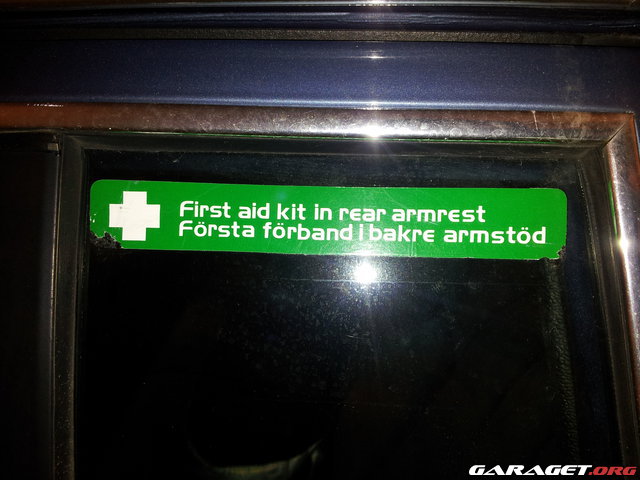 First aid kit in rear armrest
Första förband i bakre armstöd
GARAGET.ORG